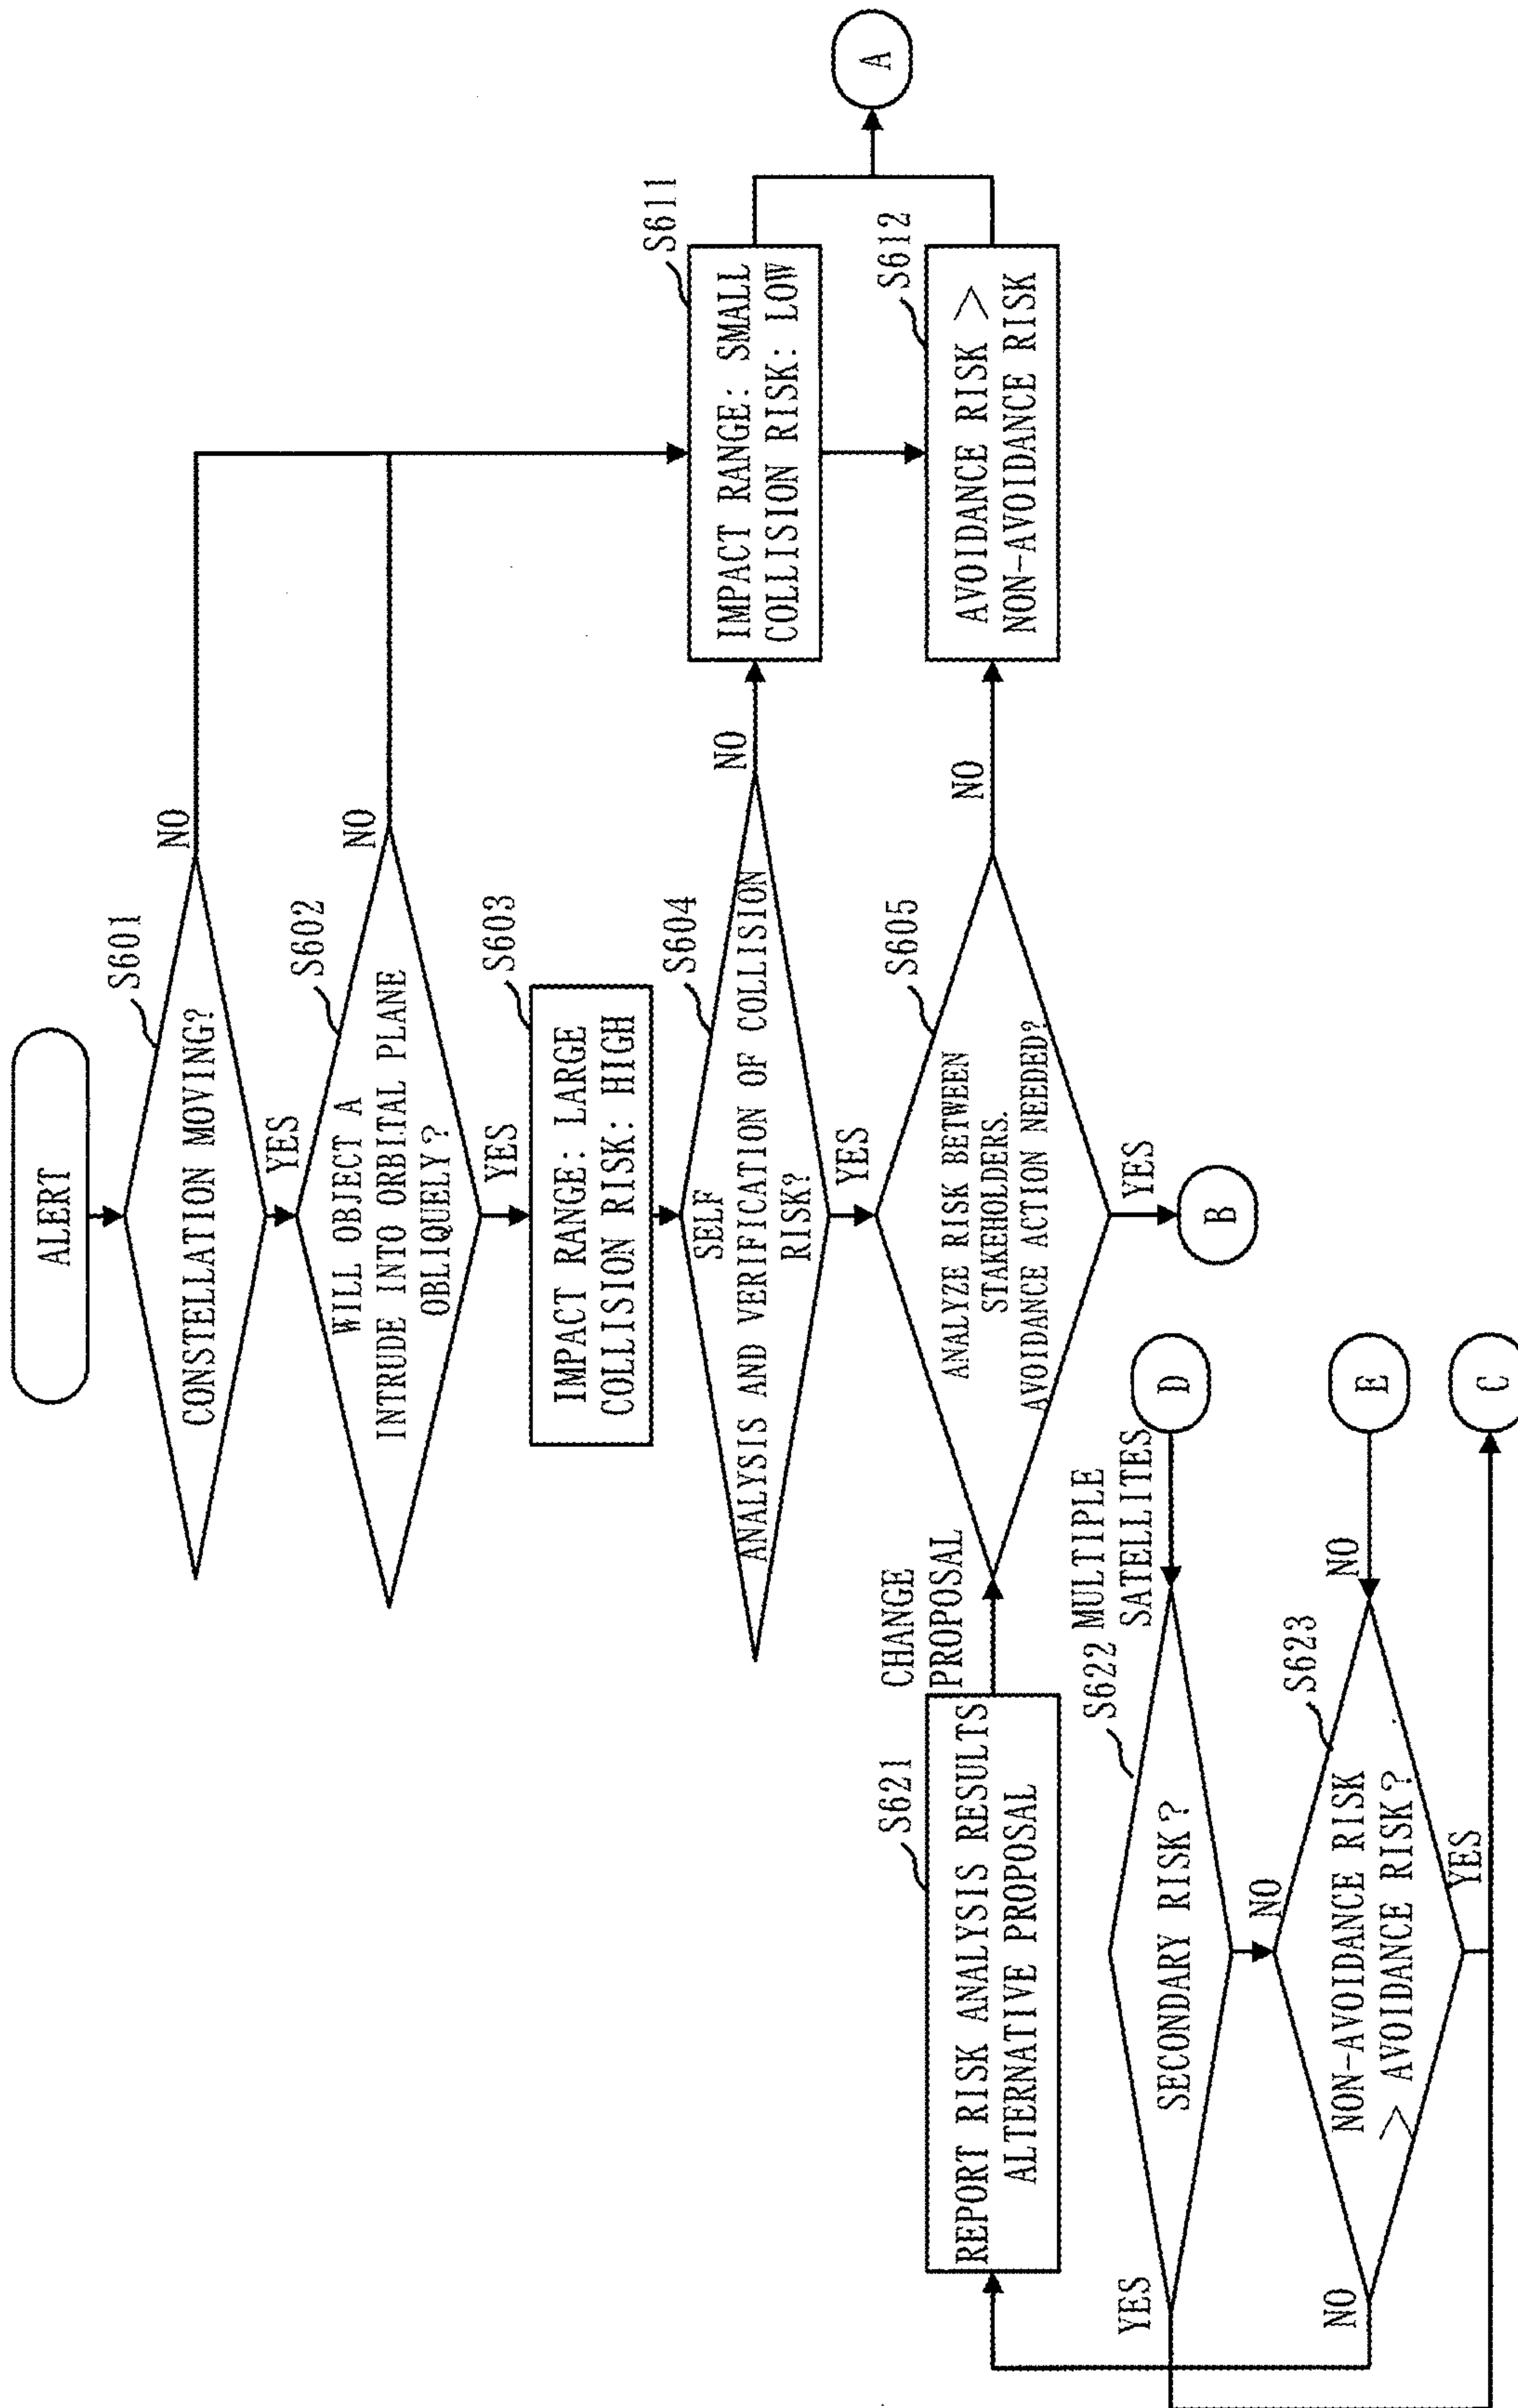 ALERT
S601
CONSTELLATION MOVING?
NO
YES
S602
WILL OBJECT A
INTRUDE INTO ORBITAL PLANE
OBLIQUELY?
NO
YES
S603
IMPACT RANGE: LARGE
COLLISION RISK: HIGH
S604
SELF
ANALYSIS AND VERIFICATION OF COLLISION
RISK?
NO
YES
S611
IMPACT RANGE: SMALL
COLLISION RISK: LOW
A
S605
ANALYZE RISK BETWEEN
STAKEHOLDERS.
AVOIDANCE ACTION NEEDED?
NO
YES
S612
AVOIDANCE RISK >
NON-AVOIDANCE RISK
B
S621
REPORT RISK ANALYSIS RESULTS
ALTERNATIVE PROPOSAL
CHANGE
PROPOSAL
S622
MULTIPLE
SATELLITES
D
SECONDARY RISK?
YES
NO
S623
NO
E
NON-AVOIDANCE RISK
> AVOIDANCE RISK?
NO
YES
C